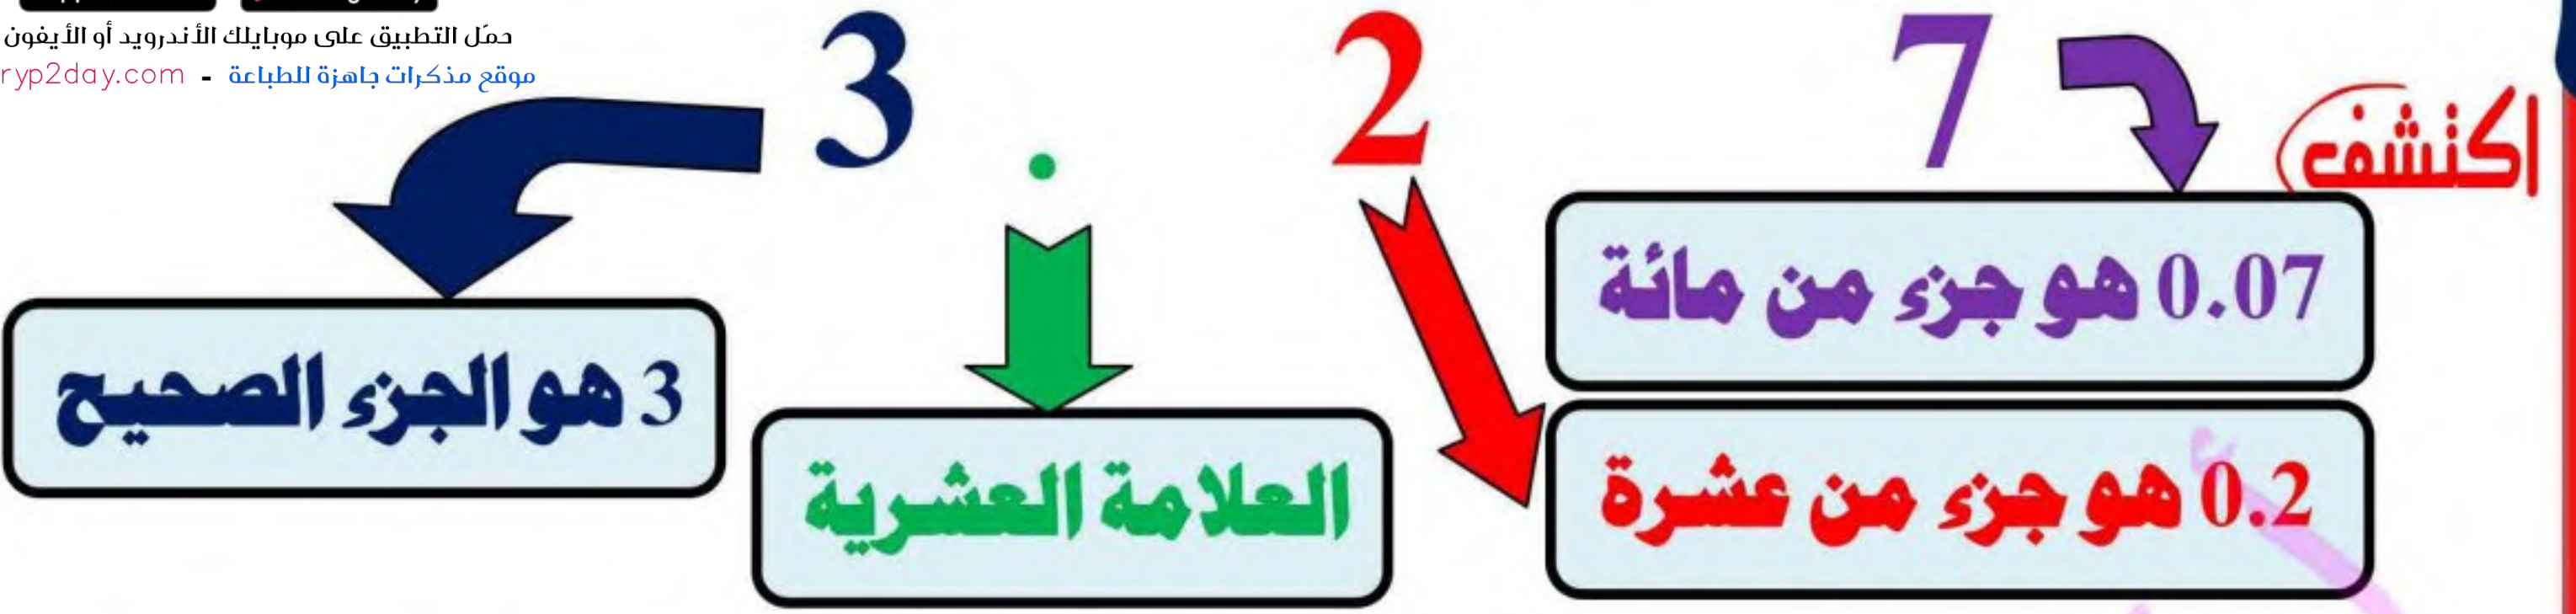 حمّل التطبيق على موبايلك الأندرويد أو الأيفون
موقع مذكرات جاهزة للطباعة - ryp2day.com
3 . 2 7
اكتشف
0.07 هو جزء من مائة
3 هو الجزء الصحيح
العلامة العشرية
0.2 هو جزء من عشرة